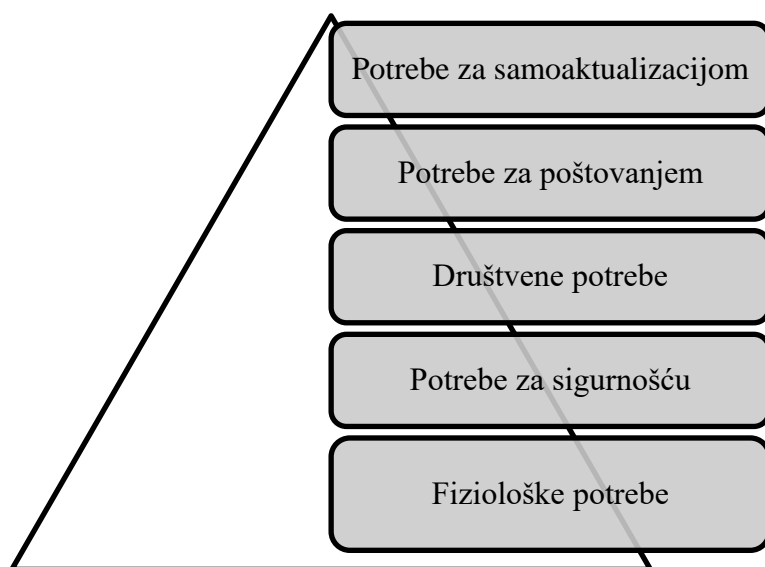 Potrebe za samoaktualizacijom
Potrebe za poštovanjem
Društvene potrebe
Potrebe za sigurnošću
Fiziološke potrebe